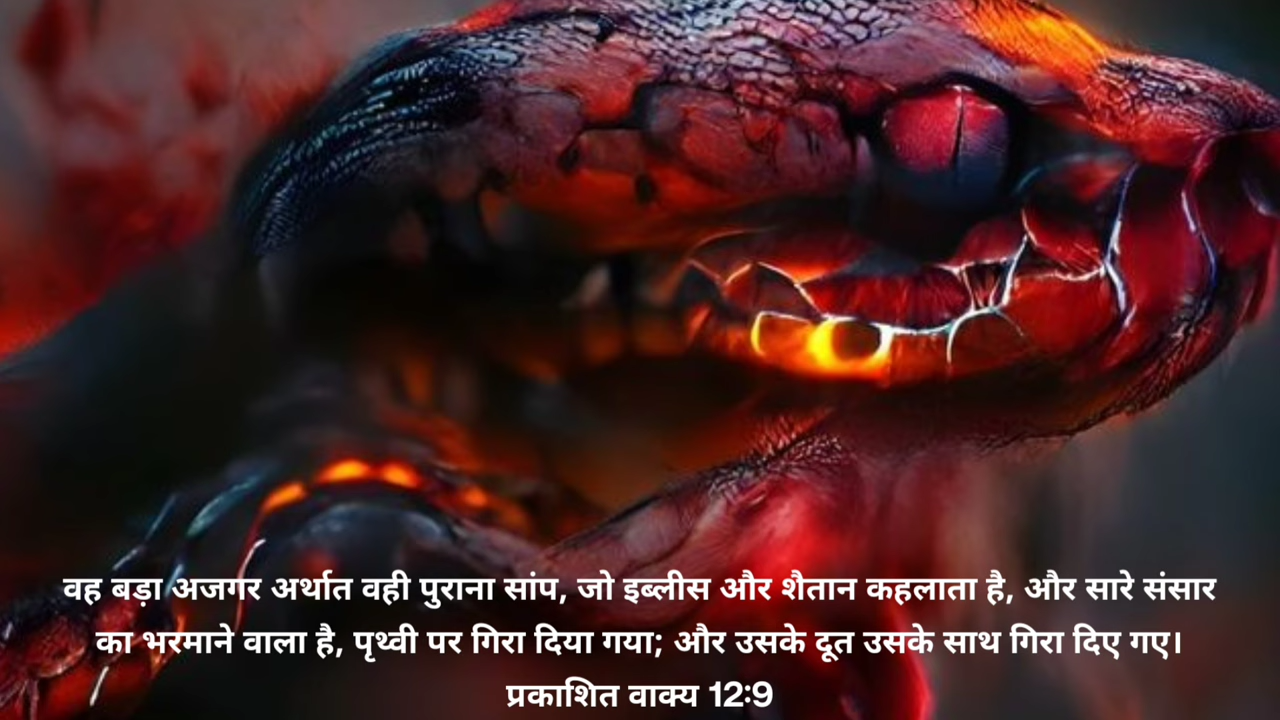 वह बड़ा अजगर अर्थात वही पुराना सांप, जो इब्लीस और शैतान कहलाता है, और सारे संसार
का भरमाने वाला है, पृथ्वी पर गिरा दिया गया; और उसके दूत उसके साथ गिरा दिए गए।
प्रकाशित वाक्य 12:9